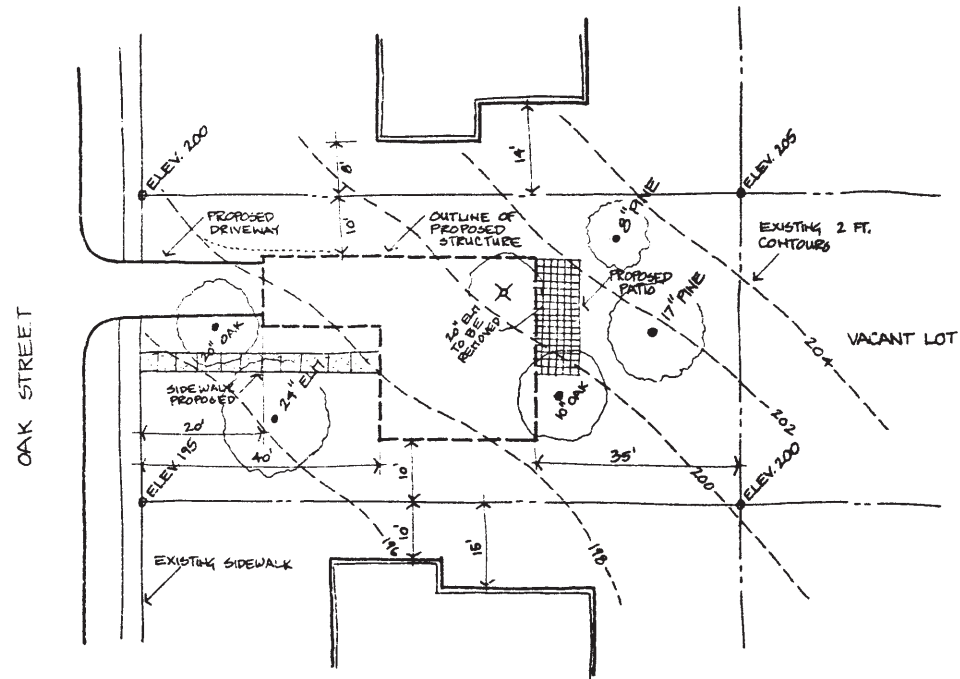 ELEV. 200
8'
14'
ELEV. 205
8" PINE
PROPOSED
DRIVEWAY
10'
OUTLINE OF
PROPOSED
STRUCTURE
EXISTING 2 FT.
CONTOURS
PROPOSED
PATIO
17" PINE
20" ELM
TO BE
REMOVED
20" OAK
OAK STREET
VACANT LOT
204
SIDEWALK
PROPOSED
24" ELM
10" OAK
202
20'
ELEV 195
40'
10'
35'
200
ELEV. 200
196
10'
15'
198
EXISTING SIDEWALK